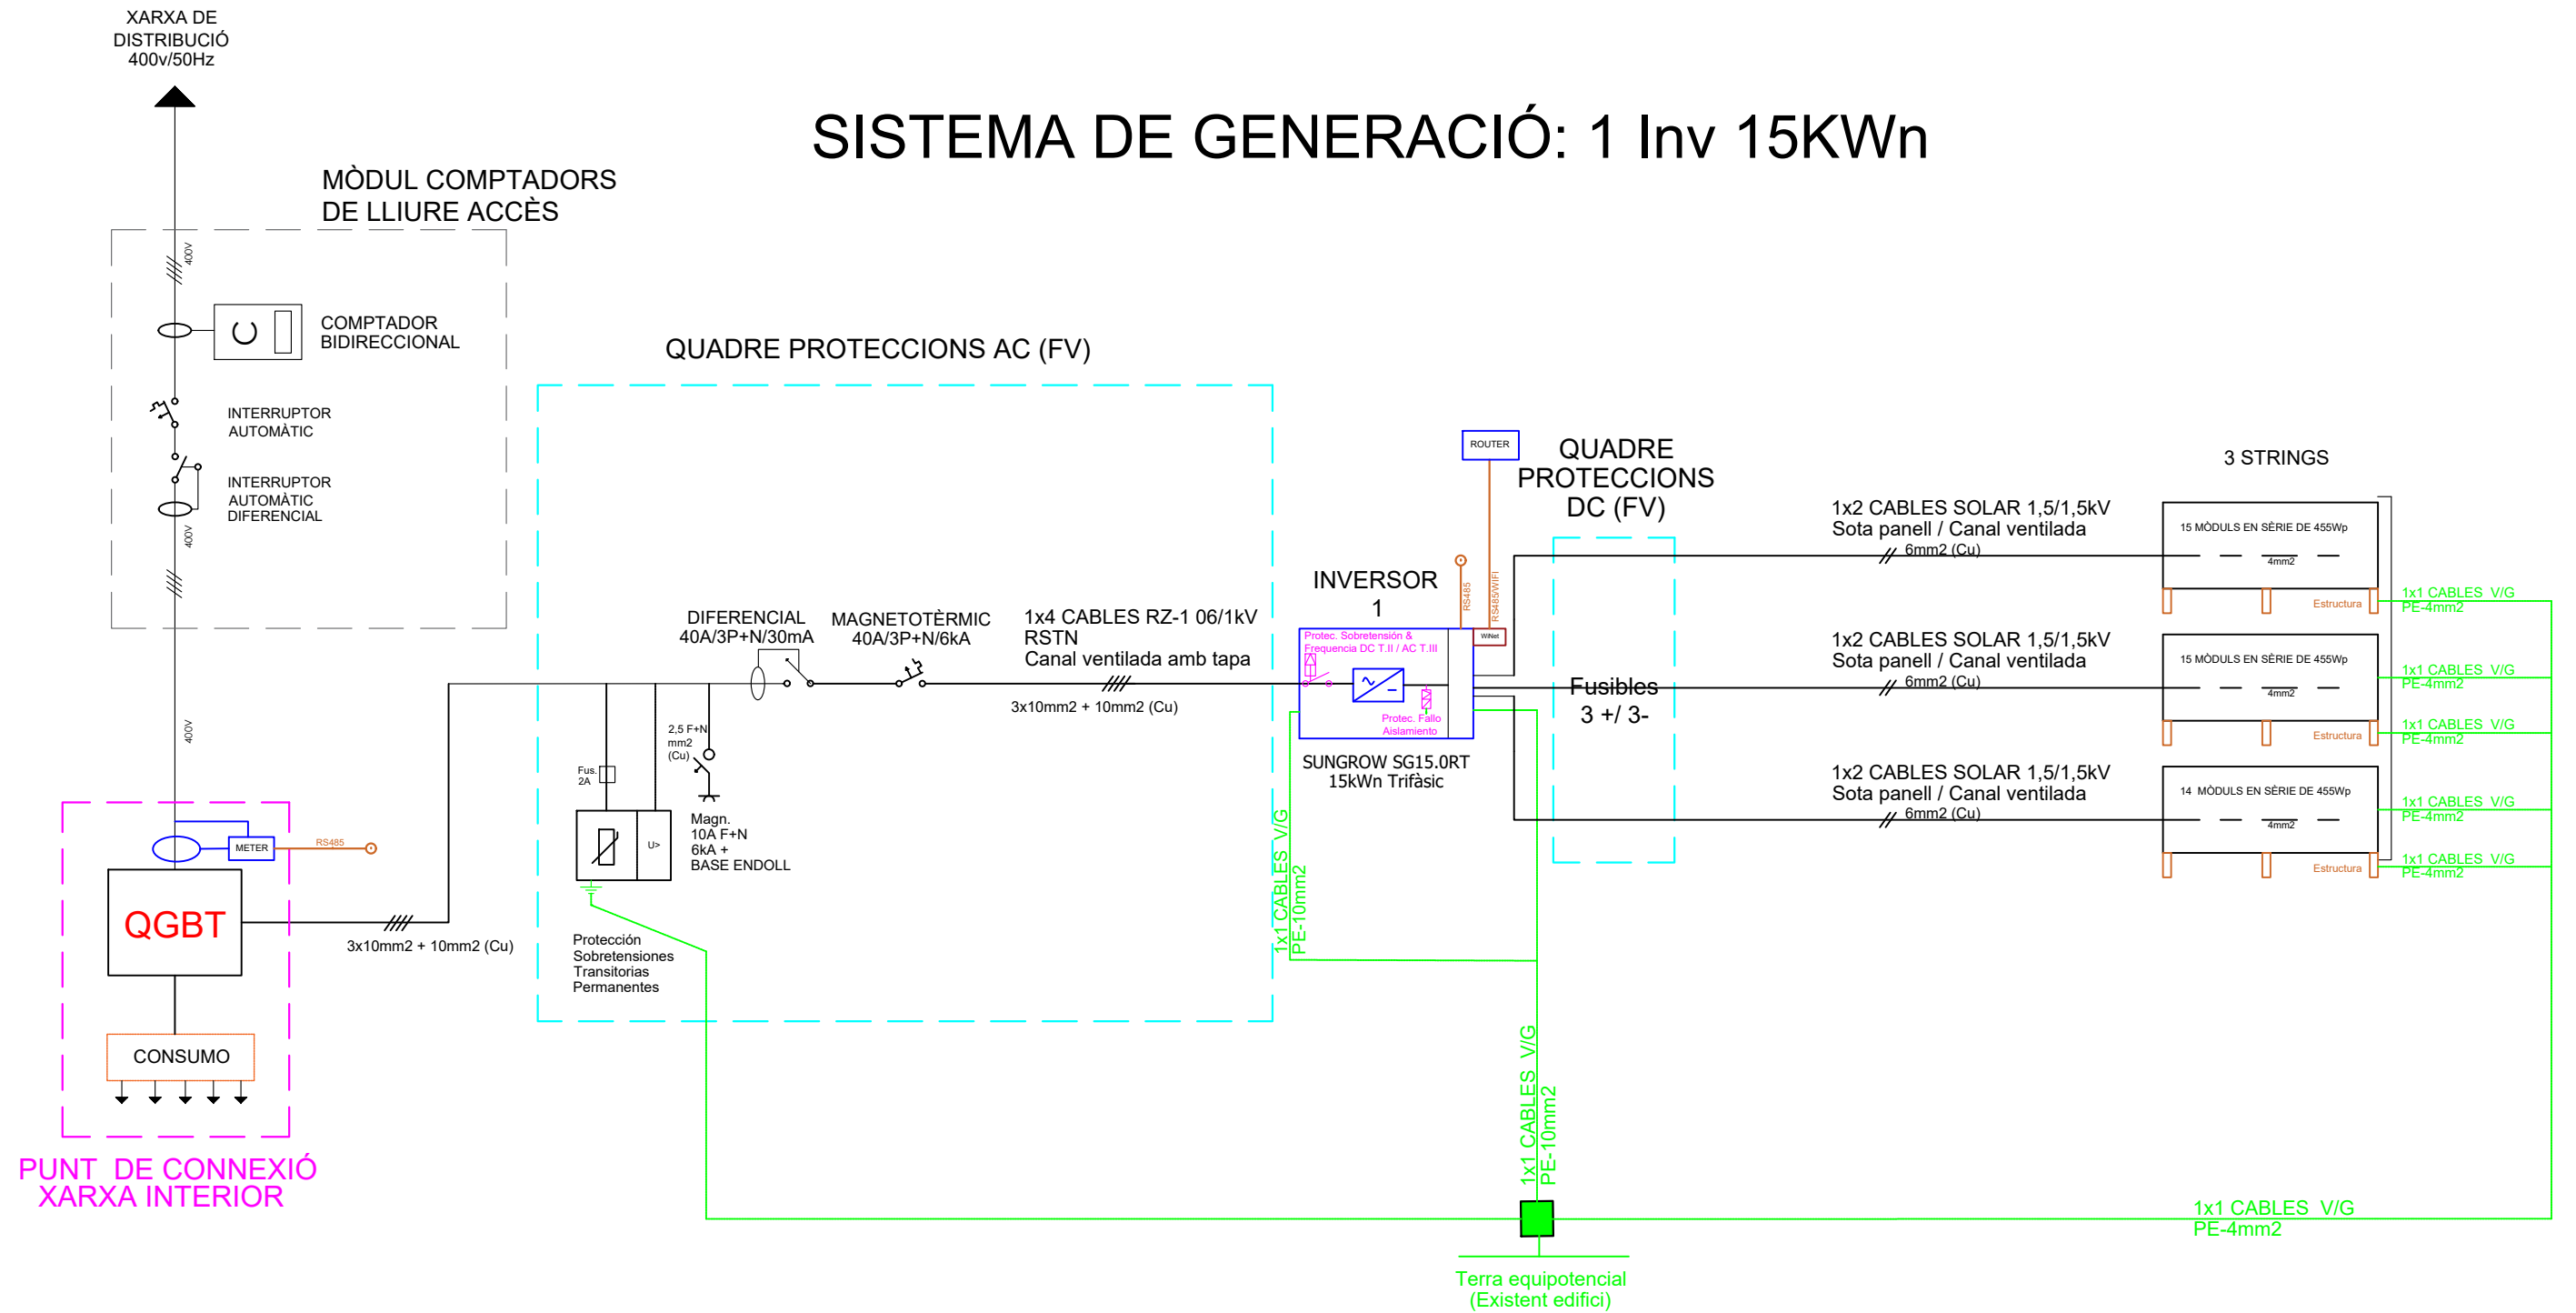 XARXA DE
DISTRIBUCIÓ
400v/50Hz
SISTEMA DE GENERACIÓ: 1 Inv 15KWn
MÒDUL COMPTADORS
DE LLIURE ACCÈS
400V
COMPTADOR
BIDIRECCIONAL
INTERRUPTOR
AUTOMÀTIC
INTERRUPTOR
AUTOMÀTIC
DIFERENCIAL
400V
400V
METER
RS485
QGBT
3x10mm2 + 10mm2 (Cu)
CONSUMO
PUNT DE CONNEXIÓ
XARXA INTERIOR
QUADRE PROTECCIONS AC (FV)
DIFERENCIAL
40A/3P+N/30mA
MAGNETOTÈRMIC
40A/3P+N/6kA
1x4 CABLES RZ-1 06/1kV
RSTN
Canal ventilada amb tapa
3x10mm2 + 10mm2 (Cu)
2,5 F+N
mm2
(Cu)
Fus.
2A
U>
Magn.
10A F+N
6kA +
BASE ENDOLL
Protección
Sobretensiones
Transitorias
Permanentes
ROUTER
RS485
RS485/WIFI
INVERSOR
1
WiNet
Protec. Sobretensión &
Frequencia DC T.II / AC T.III
Protec. Fallo
Aislamiento
SUNGROW SG15.0RT
15kWn Trifàsic
1x1 CABLES V/G
PE-10mm2
1x1 CABLES V/G
PE-10mm2
QUADRE
PROTECCIONS
DC (FV)
Fusibles
3 +/ 3-
3 STRINGS
1x2 CABLES SOLAR 1,5/1,5kV
Sota panell / Canal ventilada
6mm2 (Cu)
15 MÒDULS EN SÈRIE DE 455Wp
4mm2
Estructura
1x1 CABLES V/G
PE-4mm2
1x2 CABLES SOLAR 1,5/1,5kV
Sota panell / Canal ventilada
6mm2 (Cu)
15 MÒDULS EN SÈRIE DE 455Wp
4mm2
Estructura
1x1 CABLES V/G
PE-4mm2
1x1 CABLES V/G
PE-4mm2
1x2 CABLES SOLAR 1,5/1,5kV
Sota panell / Canal ventilada
6mm2 (Cu)
14 MÒDULS EN SÈRIE DE 455Wp
4mm2
Estructura
1x1 CABLES V/G
PE-4mm2
1x1 CABLES V/G
PE-4mm2
1x1 CABLES V/G
PE-4mm2
Terra equipotencial
(Existent edifici)